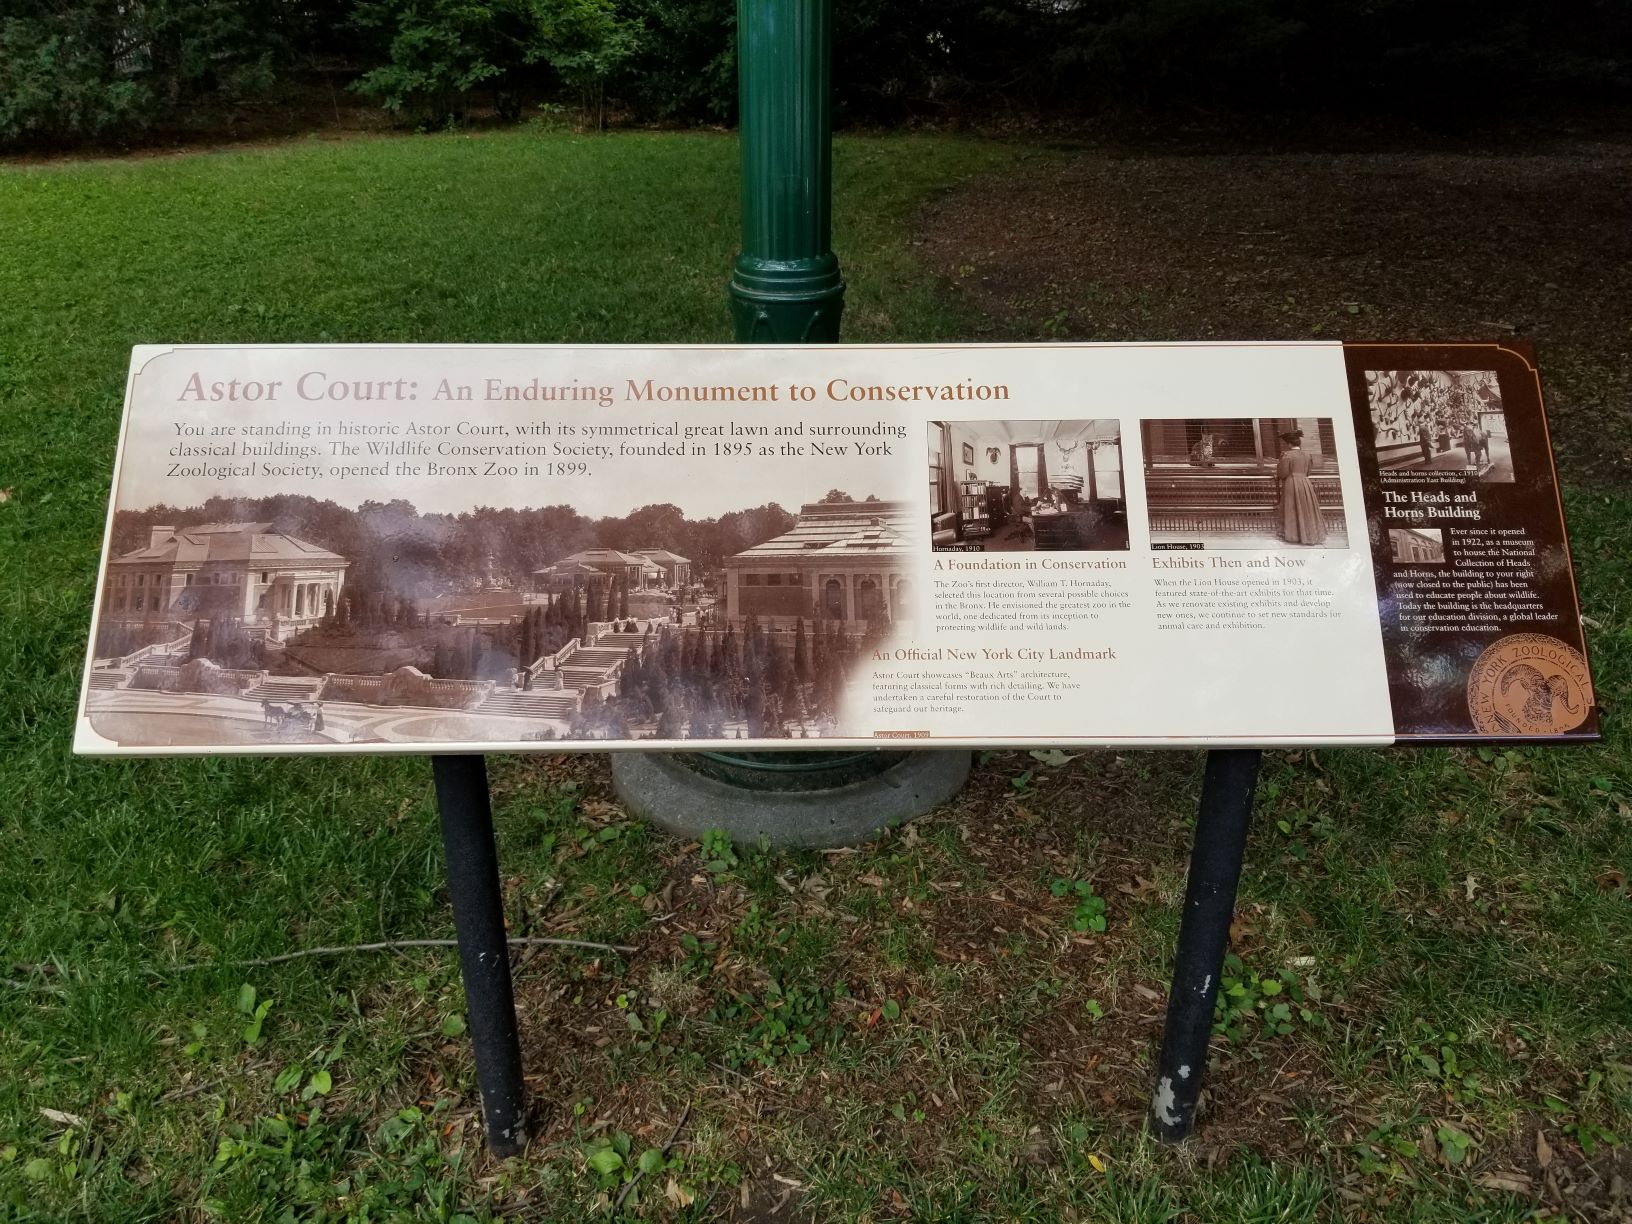 Astor Court: An Enduring Monument to Conservation
You are standing in historic Astor Court, with its symmetrical great lawn and surrounding
classical buildings. The Wildlife Conservation Society, founded in 1895 as the New York
Zoological Society, opened the Bronx Zoo in 1899.
Hornaday, 1910
A Foundation in Conservation
The Zoo's first director, William T. Hornaday,
selected this location from several possible choices
in the Bronx. He envisioned the greatest zoo in the
world, one dedicated from its inception to
protecting wildlife and wild lands.
Lion House, 1903
Exhibits Then and Now
When the Lion House opened in 1903, it
featured state-of-the-art exhibits for that time.
As we renovate existing exhibits and develop
new ones, we continue to set new standards for
animal care and exhibition.
An Official New York City Landmark
Astor Court showcases "Beaux Arts" architecture,
featuring classical forms with rich detailing. We have
undertaken a careful restoration of the Court to
safeguard our heritage.
Astor Court, 1909
Heads and horns collection, c.1910
(Administration East Building)
The Heads and
Horns Building
Ever since it opened
in 1922, as a museum
to house the National
Collection of Heads
and Horns, the building to your right
(now closed to the public) has been
used to educate people about wildlife.
Today the building is the headquarters
for our education division, a global leader
in conservation education.
NEW YORK ZOOLOGICAL
FOUNDED